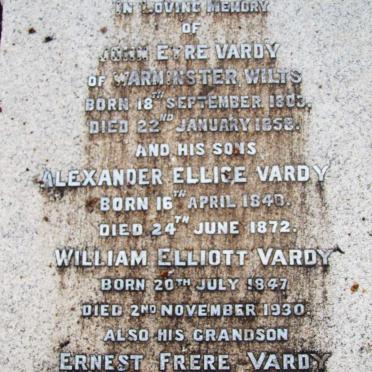 IN LOVING MEMORY
OF
JOHN EYRE VARDY
OF WARMINSTER WILTS
BORN 18TH SEPTEMBER 1803.
DIED 22ND JANUARY 1858.
AND HIS SONS
ALEXANDER ELLICE VARDY
BORN 16TH APRIL 1840.
DIED 24TH JUNE 1872.
WILLIAM ELLIOTT VARDY
BORN 20TH JULY 1847
DIED 2ND NOVEMBER 1930.
ALSO HIS GRANDSON
ERNEST FRERE VARDY